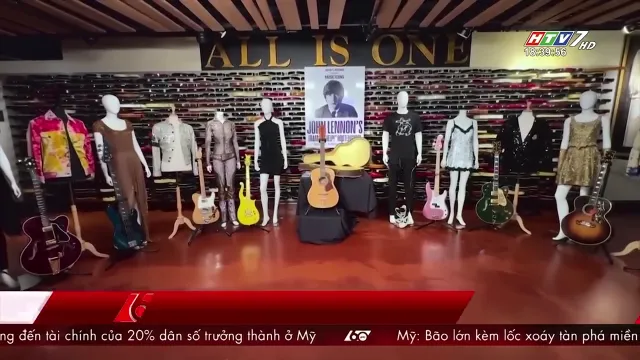 HTV7 HD
18:39:56
ALL IS ONE
JOHN LENNON'S
ng đến tài chính của 20% dân số trưởng thành ở Mỹ 60 Mỹ: Bão lớn kèm lốc xoáy tàn phá miền